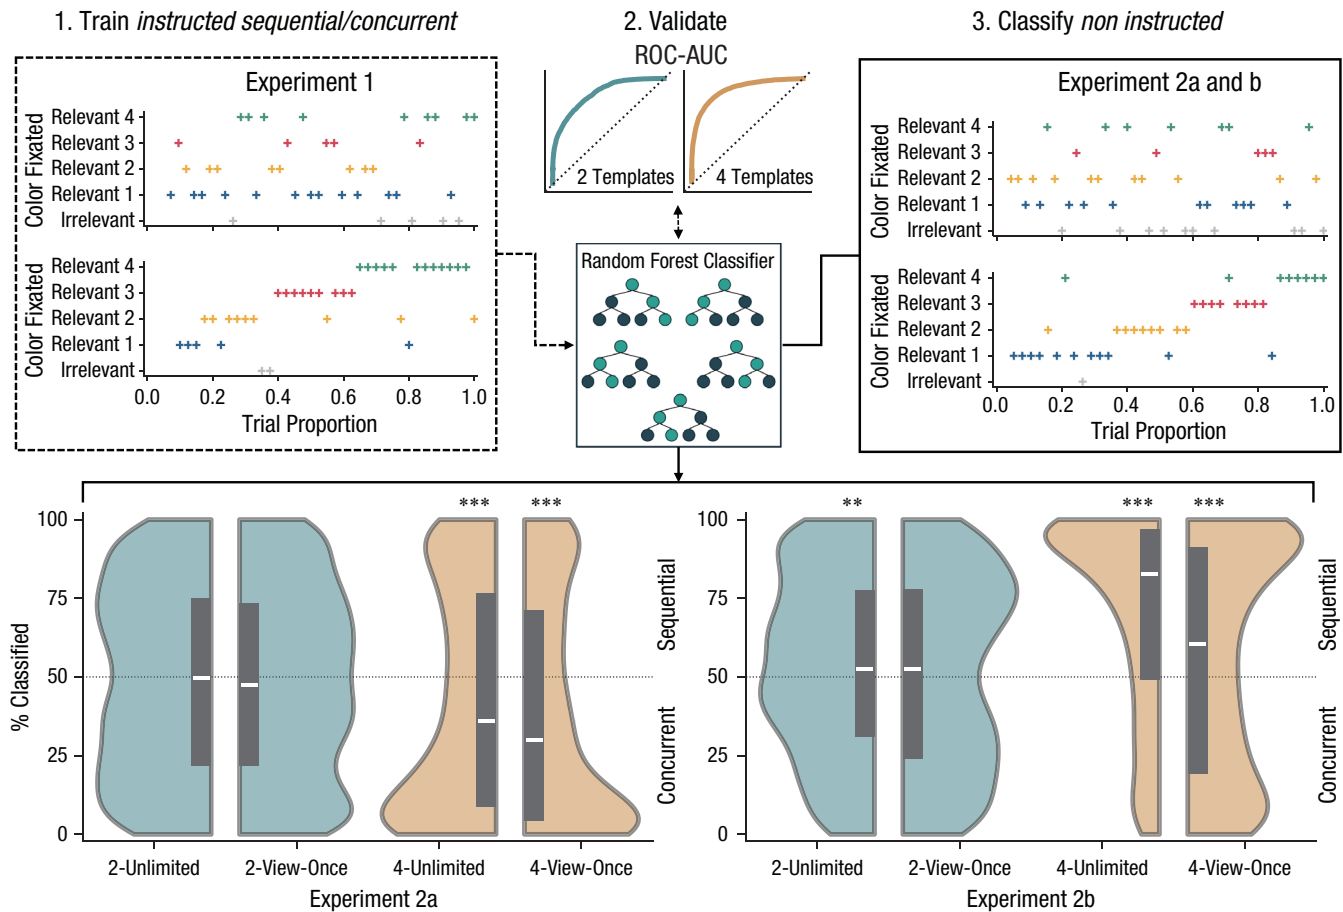 1. Train instructed sequential/concurrent
2. Validate
ROC-AUC
3. Classify non instructed
Experiment 1
Color Fixated
Relevant 4
Relevant 3
Relevant 2
Relevant 1
Irrelevant
Color Fixated
Relevant 4
Relevant 3
Relevant 2
Relevant 1
Irrelevant
0.0 0.2 0.4 0.6 0.8 1.0
Trial Proportion
2 Templates
4 Templates
Random Forest Classifier
Experiment 2a and b
Color Fixated
Relevant 4
Relevant 3
Relevant 2
Relevant 1
Irrelevant
Color Fixated
Relevant 4
Relevant 3
Relevant 2
Relevant 1
Irrelevant
0.0 0.2 0.4 0.6 0.8 1.0
Trial Proportion
% Classified
100
75
50
25
0
*** ***
Sequential
Concurrent
2-Unlimited 2-View-Once 4-Unlimited 4-View-Once
Experiment 2a
100
75
50
25
0
** *** ***
Sequential
Concurrent
2-Unlimited 2-View-Once 4-Unlimited 4-View-Once
Experiment 2b